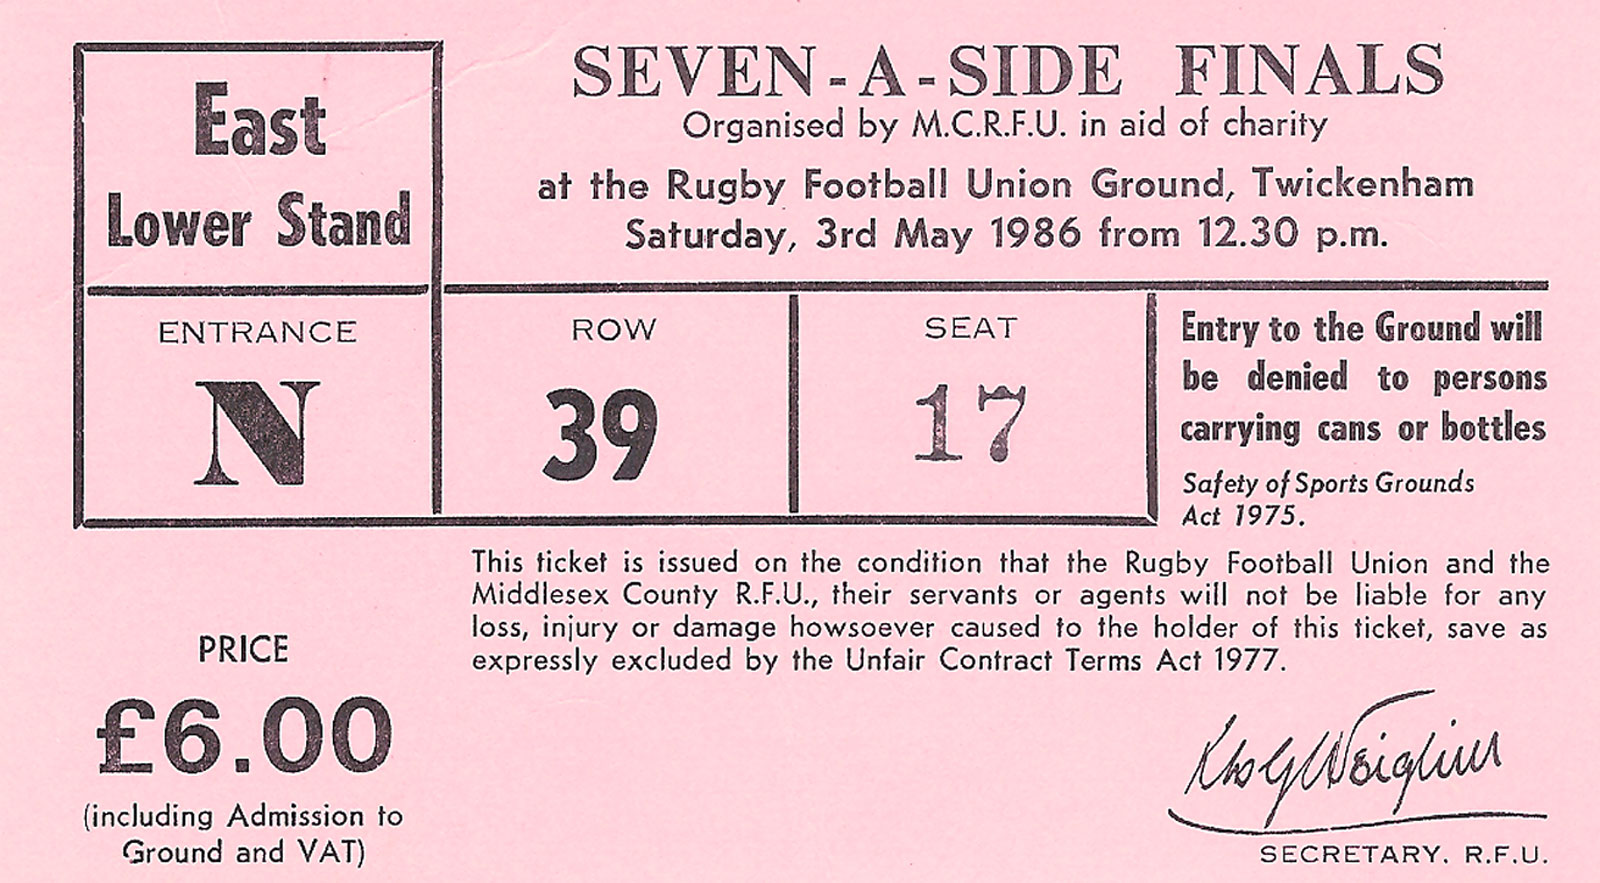 East
Lower Stand
SEVEN-A-SIDE FINALS
Organised by M.C.R.F.U. in aid of charity
at the Rugby Football Union Ground, Twickenham
Saturday, 3rd May 1986 from 12.30 p.m.
ENTRANCE
N
ROW
39
SEAT
17
Entry to the Ground will
be denied to persons
carrying cans or bottles
Safety of Sports Grounds
Act 1975.
This ticket is issued on the condition that the Rugby Football Union and the
Middlesex County R.F.U., their servants or agents will not be liable for any
loss, injury or damage howsoever caused to the holder of this ticket, save as
expressly excluded by the Unfair Contract Terms Act 1977.
PRICE
£6.00
(including Admission to
Ground and VAT)
SECRETARY. R.F.U.